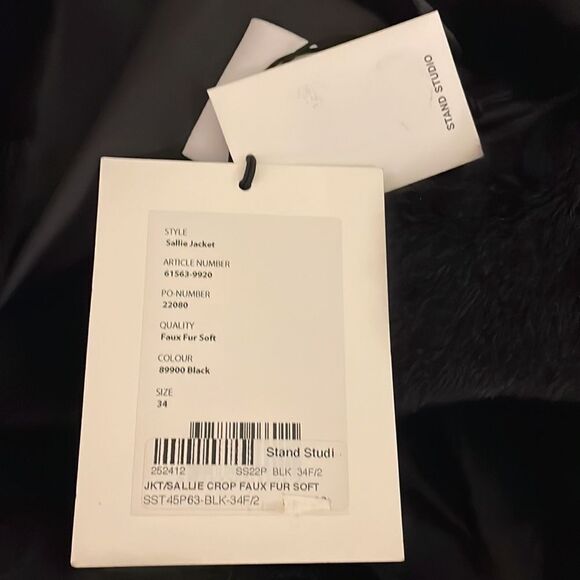 STAND STUDIO
STYLE
Sallie Jacket
ARTICLE NUMBER
61563-9920
PO-NUMBER
22080
QUALITY
Faux Fur Soft
COLOUR
89900 Black
SIZE
34
Stand Studi
252412 SS22P BLK 34F/2
JKT/SALLIE CROP FAUX FUR SOFT
SST45P63-BLK-34F/2